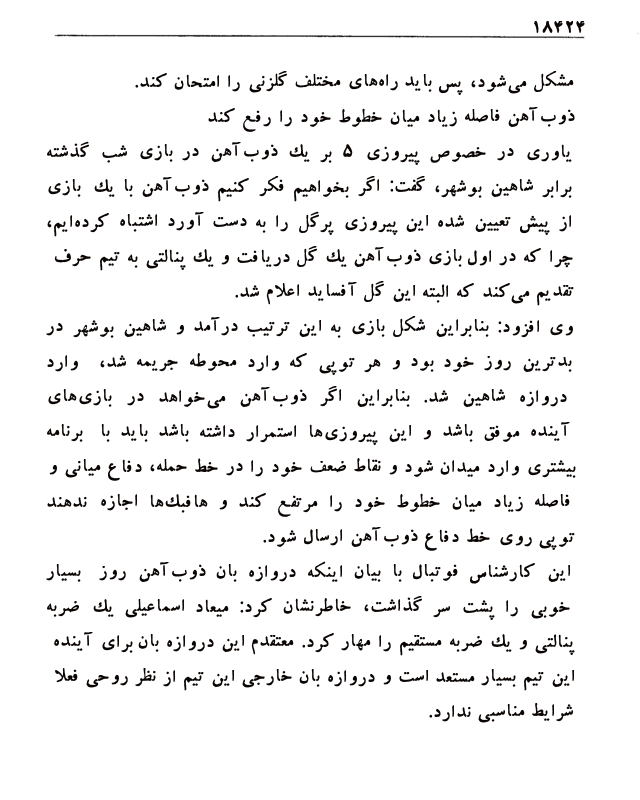 ۱۸۴۲۴
مشکل می‌شود، پس باید راه‌های مختلف گلزنی را امتحان کند.
ذوب‌آهن فاصله زیاد میان خطوط خود را رفع کند
یاوری در خصوص پیروزی ۵ بر یك ذوب‌آهن در بازی شب گذشته
برابر شاهین بوشهر، گفت: اگر بخواهیم فکر کنیم ذوب‌آهن با یك بازی
از پیش تعیین شده این پیروزی پرگل را به دست آورد اشتباه کرده‌ایم،
چرا که در اول بازی ذوب‌آهن یك گل دریافت و یك پنالتی به تیم حرف
تقدیم می‌کند که البته این گل آفساید اعلام شد.
وی افزود: بنابراین شکل بازی به این ترتیب درآمد و شاهین بوشهر در
بدترین روز خود بود و هر توپی که وارد محوطه جریمه شد، وارد
دروازه شاهین شد. بنابراین اگر ذوب‌آهن می‌خواهد در بازی‌های
آینده موفق باشد و این پیروزی‌ها استمرار داشته باشد باید با برنامه
بیشتری وارد میدان شود و نقاط ضعف خود را در خط حمله، دفاع میانی و
فاصله زیاد میان خطوط خود را مرتفع کند و هافبك‌ها اجازه ندهند
توپی روی خط دفاع ذوب‌آهن ارسال شود.
این کارشناس فوتبال با بیان اینکه دروازه بان ذوب‌آهن روز بسیار
خوبی را پشت سر گذاشت، خاطرنشان کرد: میعاد اسماعیلی یك ضربه
پنالتی و یك ضربه مستقیم را مهار کرد. معتقدم این دروازه بان برای آینده
این تیم بسیار مستعد است و دروازه بان خارجی این تیم از نظر روحی فعلا
شرایط مناسبی ندارد.